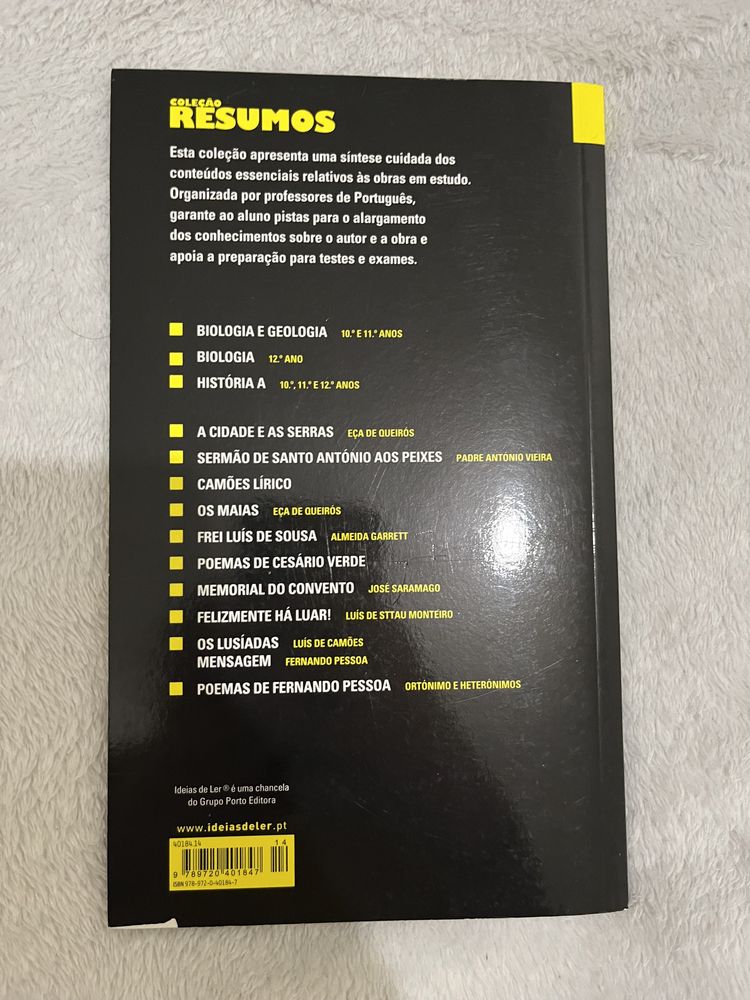 COLEÇÃO
RESUMOS
Esta coleção apresenta uma síntese cuidada dos
conteúdos essenciais relativos às obras em estudo.
Organizada por professores de Português,
garante ao aluno pistas para o alargamento
dos conhecimentos sobre o autor e a obra e
apoia a preparação para testes e exames.
BIOLOGIA E GEOLOGIA 10.º E 11.º ANOS
BIOLOGIA 12.º ANO
HISTÓRIA A 10.º, 11.º E 12.º ANOS
A CIDADE E AS SERRAS EÇA DE QUEIRÓS
SERMÃO DE SANTO ANTÓNIO AOS PEIXES PADRE ANTÓNIO VIEIRA
CAMÕES LÍRICO
OS MAIAS EÇA DE QUEIRÓS
FREI LUÍS DE SOUSA ALMEIDA GARRETT
POEMAS DE CESÁRIO VERDE
MEMORIAL DO CONVENTO JOSÉ SARAMAGO
FELIZMENTE HÁ LUAR! LUÍS DE STTAU MONTEIRO
OS LUSÍADAS LUÍS DE CAMÕES
MENSAGEM FERNANDO PESSOA
POEMAS DE FERNANDO PESSOA ORTÓNIMO E HETERÓNIMOS
Ideias de Ler ® é uma chancela
do Grupo Porto Editora
www.ideiasdeler.pt
40184.14 14
9 789720 401847
ISBN 978-972-0-40184-7